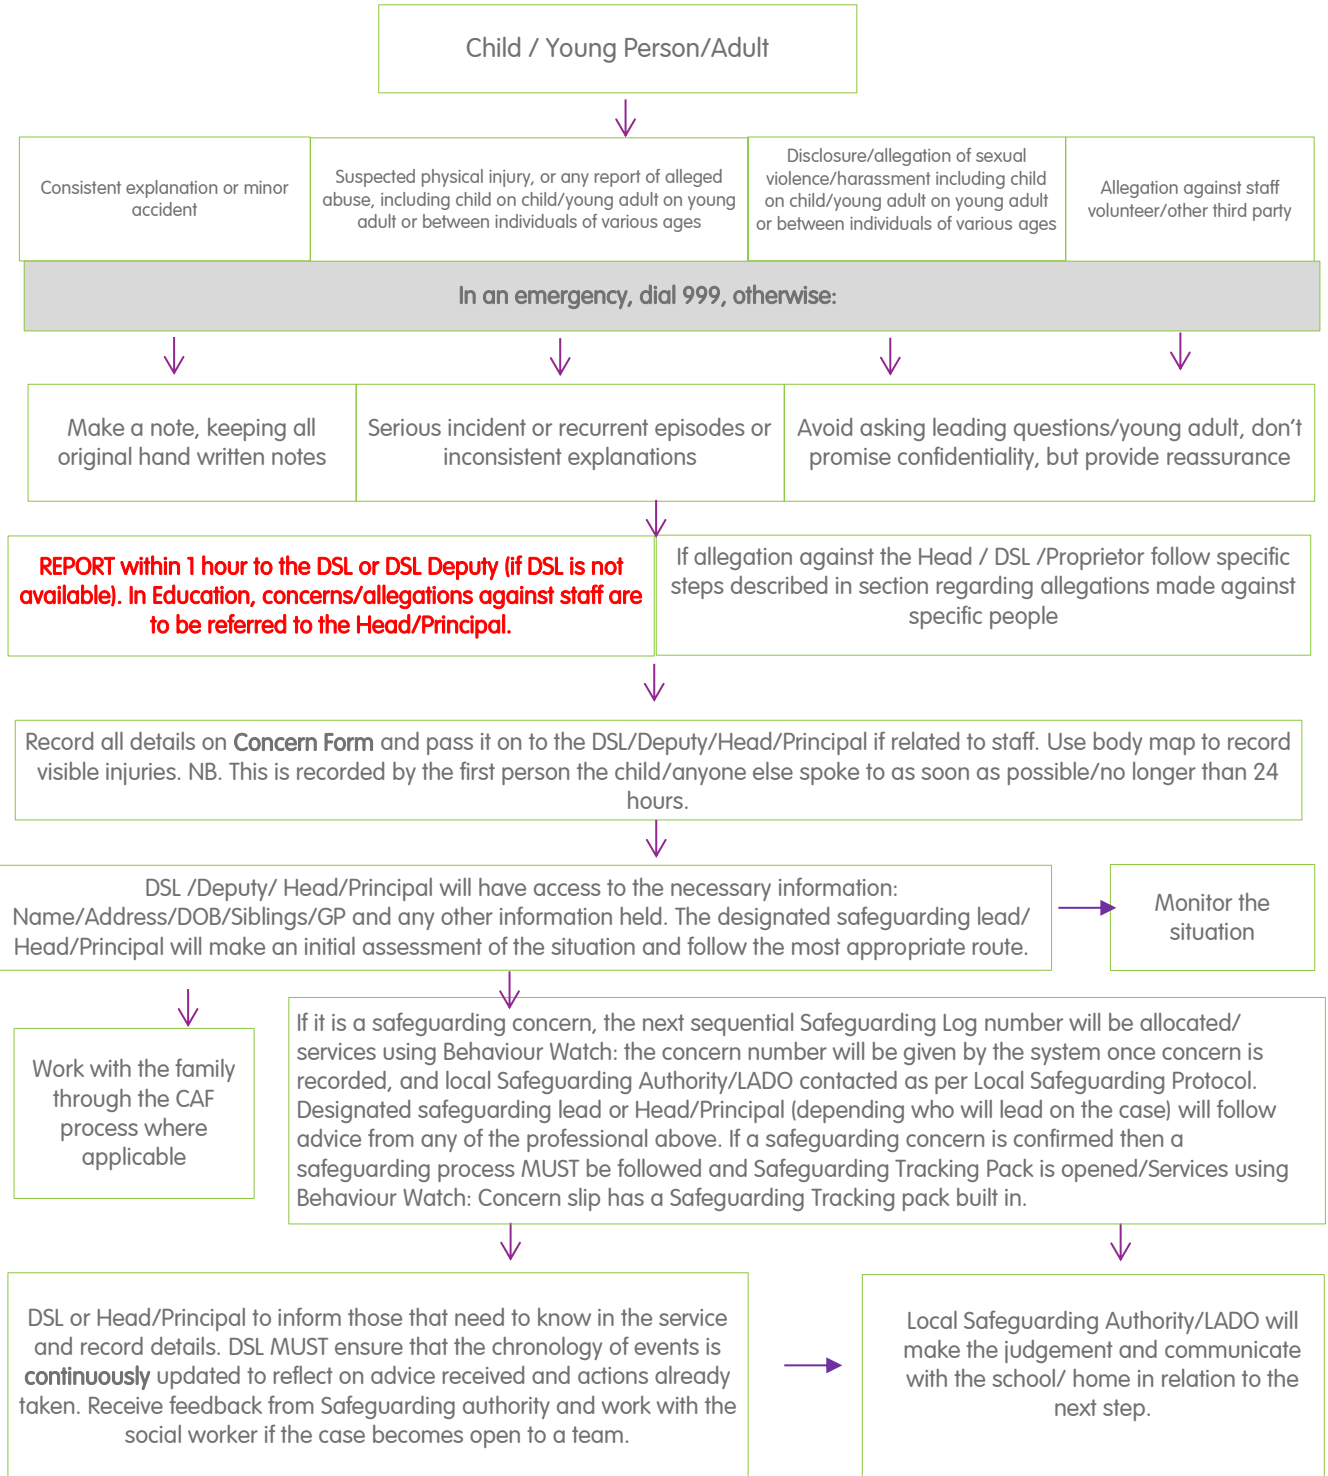 Child / Young Person/Adult
Consistent explanation or minor
accident
Suspected physical injury, or any report of alleged
abuse, including child on child/young adult on young
adult or between individuals of various ages
Disclosure/allegation of sexual
violence/harassment including child
on child/young adult on young adult
or between individuals of various ages
Allegation against staff
volunteer/other third party
In an emergency, dial 999, otherwise:
Make a note, keeping all
original hand written notes
Serious incident or recurrent episodes or
inconsistent explanations
Avoid asking leading questions/young adult, don't
promise confidentiality, but provide reassurance
REPORT within 1 hour to the DSL or DSL Deputy (if DSL is not
available). In Education, concerns/allegations against staff are
to be referred to the Head/Principal.
If allegation against the Head / DSL /Proprietor follow specific
steps described in section regarding allegations made against
specific people
Record all details on Concern Form and pass it on to the DSL/Deputy/Head/Principal if related to staff. Use body map to record
visible injuries. NB. This is recorded by the first person the child/anyone else spoke to as soon as possible/no longer than 24
hours.
DSL /Deputy/ Head/Principal will have access to the necessary information:
Name/Address/DOB/Siblings/GP and any other information held. The designated safeguarding lead/
Head/Principal will make an initial assessment of the situation and follow the most appropriate route.
Monitor the
situation
Work with the family
through the CAF
process where
applicable
If it is a safeguarding concern, the next sequential Safeguarding Log number will be allocated/
services using Behaviour Watch: the concern number will be given by the system once concern is
recorded, and local Safeguarding Authority/LADO contacted as per Local Safeguarding Protocol.
Designated safeguarding lead or Head/Principal (depending who will lead on the case) will follow
advice from any of the professional above. If a safeguarding concern is confirmed then a
safeguarding process MUST be followed and Safeguarding Tracking Pack is opened/Services using
Behaviour Watch: Concern slip has a Safeguarding Tracking pack built in.
DSL or Head/Principal to inform those that need to know in the service
and record details. DSL MUST ensure that the chronology of events is
continuously updated to reflect on advice received and actions already
taken. Receive feedback from Safeguarding authority and work with the
social worker if the case becomes open to a team.
Local Safeguarding Authority/LADO will
make the judgement and communicate
with the school/ home in relation to the
next step.